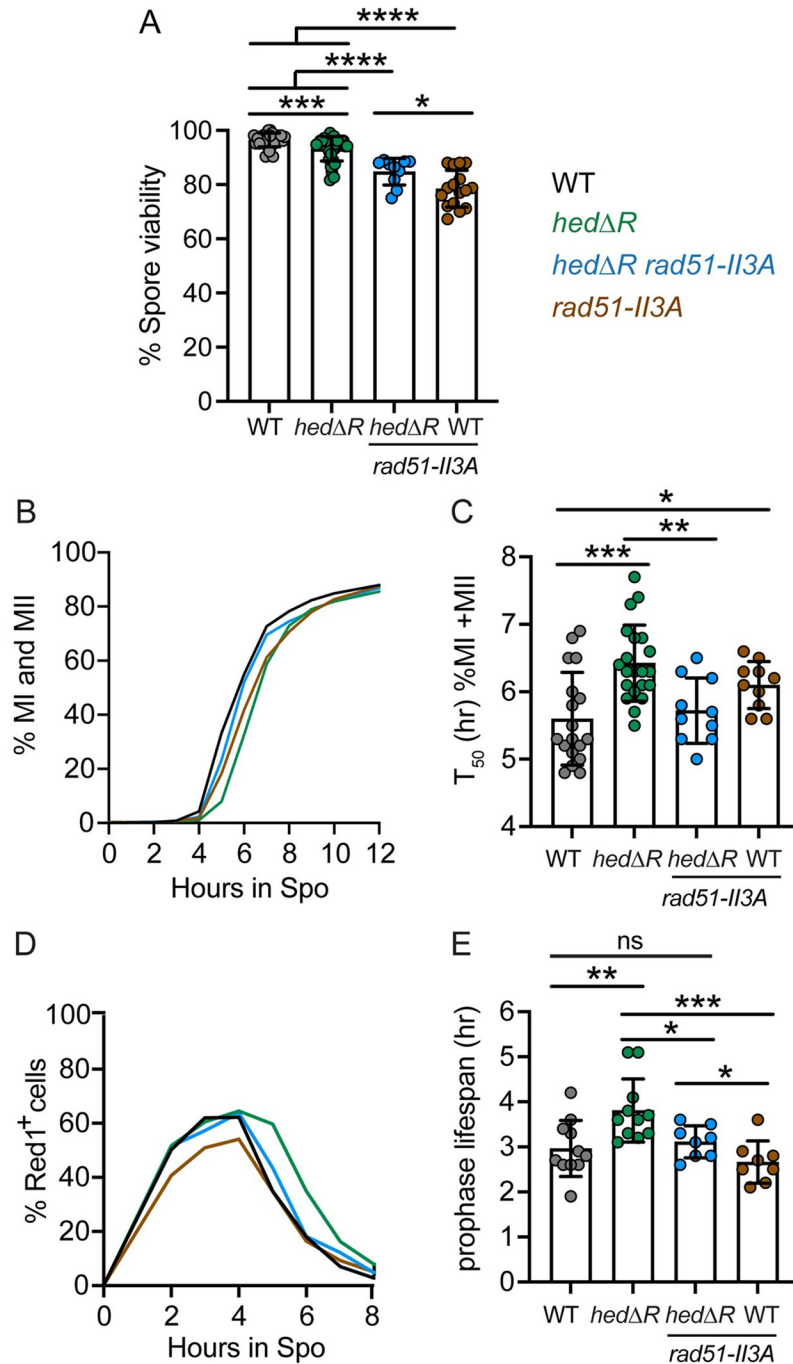 A
****
****
***
*
100
80
60
40
20
0
% Spore viability
WT
hedΔR
hedΔR
WT
rad51-II3A
WT
hedΔR
hedΔR rad51-II3A
rad51-II3A
B
100
80
60
40
20
0
% MI and MII
0 2 4 6 8 10 12
Hours in Spo
C
*
**
***
8
7
6
5
4
T50 (hr) %MI +MII
WT hedΔR hedΔR WT
rad51-II3A
D
100
80
60
40
20
0
% Red1+ cells
0 2 4 6 8
Hours in Spo
E
ns
**
***
*
*
6
5
4
3
2
1
0
prophase lifespan (hr)
WT hedΔR hedΔR WT
rad51-II3A